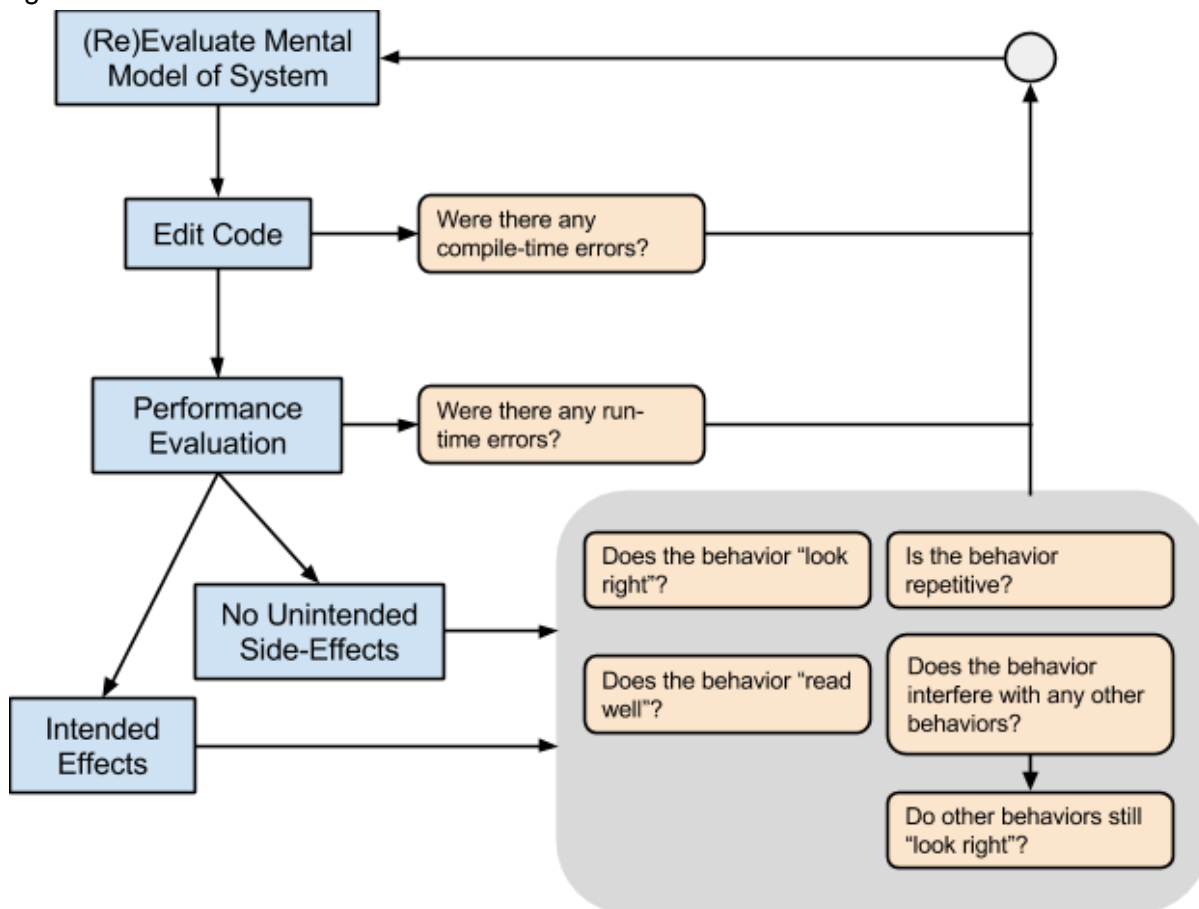 (Re)Evaluate Mental
Model of System
Edit Code
Were there any
compile-time errors?
Performance
Evaluation
Were there any run-
time errors?
Does the behavior “look
right”?
Is the behavior
repetitive?
No Unintended
Side-Effects
Does the behavior “read
well”?
Does the behavior
interfere with any other
behaviors?
Intended
Effects
Do other behaviors still
“look right”?